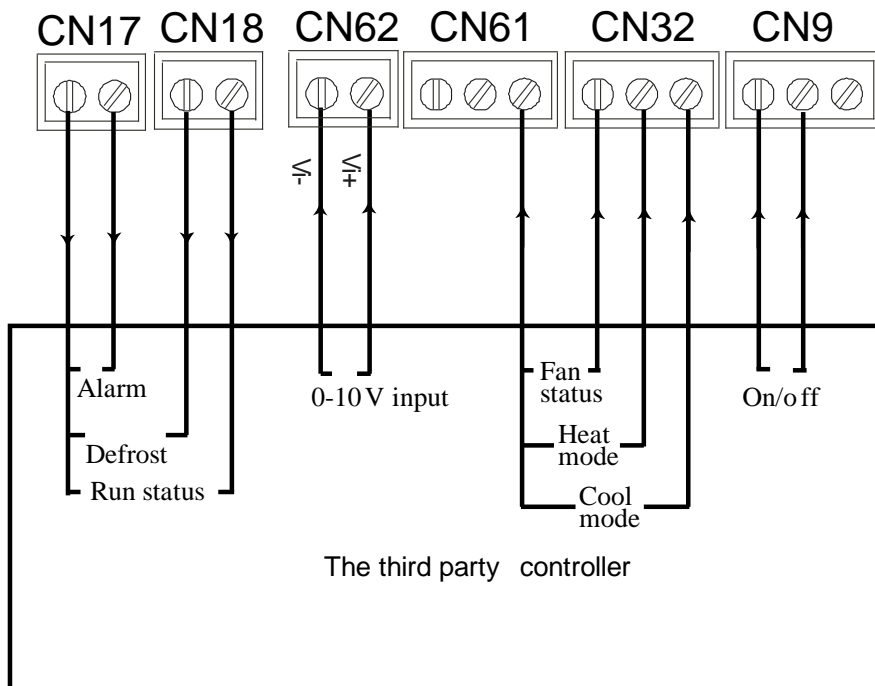 CN17 CN18 CN62 CN61 CN32 CN9
Vi- Vi+
Alarm
Defrost
Run status
0-10V input
Fan
status
Heat
mode
Cool
mode
On/off
The third party controller